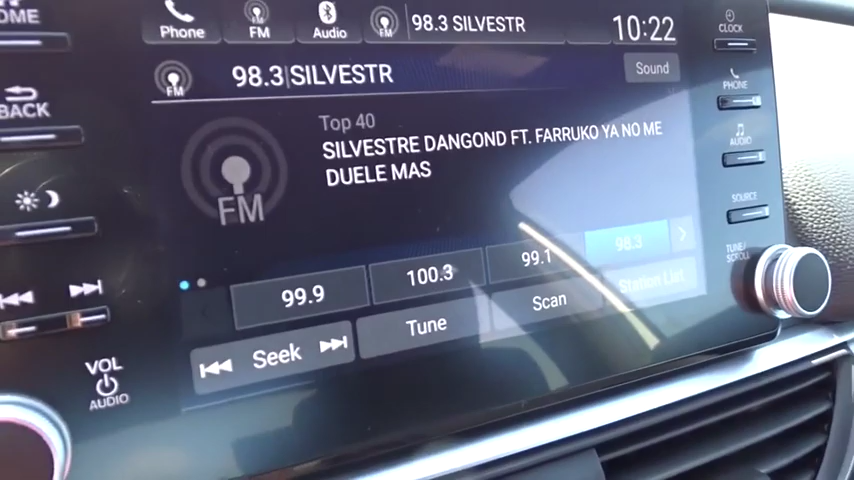 HOME
Phone FM Audio FM 98.3 SILVESTR 10:22
CLOCK
FM 98.3 SILVESTR Sound
PHONE
BACK
Top 40
SILVESTRE DANGOND FT. FARRUKO YA NO ME
DUELE MAS
AUDIO
FM
SOURCE
TUNE/
SCROLL
99.9 100.3 99.1 98.3
Seek Tune Scan Station List
VOL
AUDIO